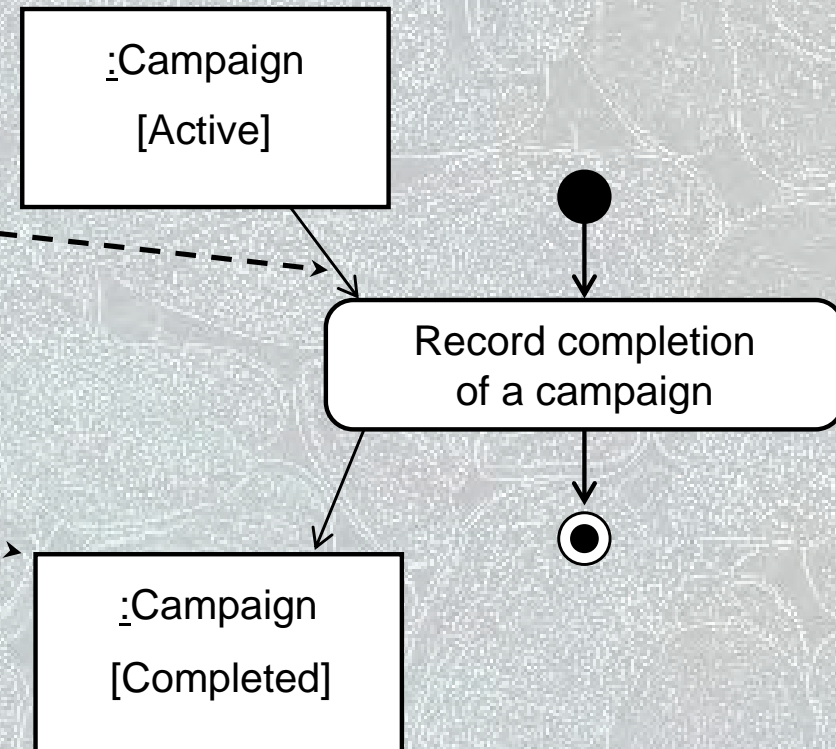 :Campaign
[Active]
Record completion
of a campaign
:Campaign
[Completed]